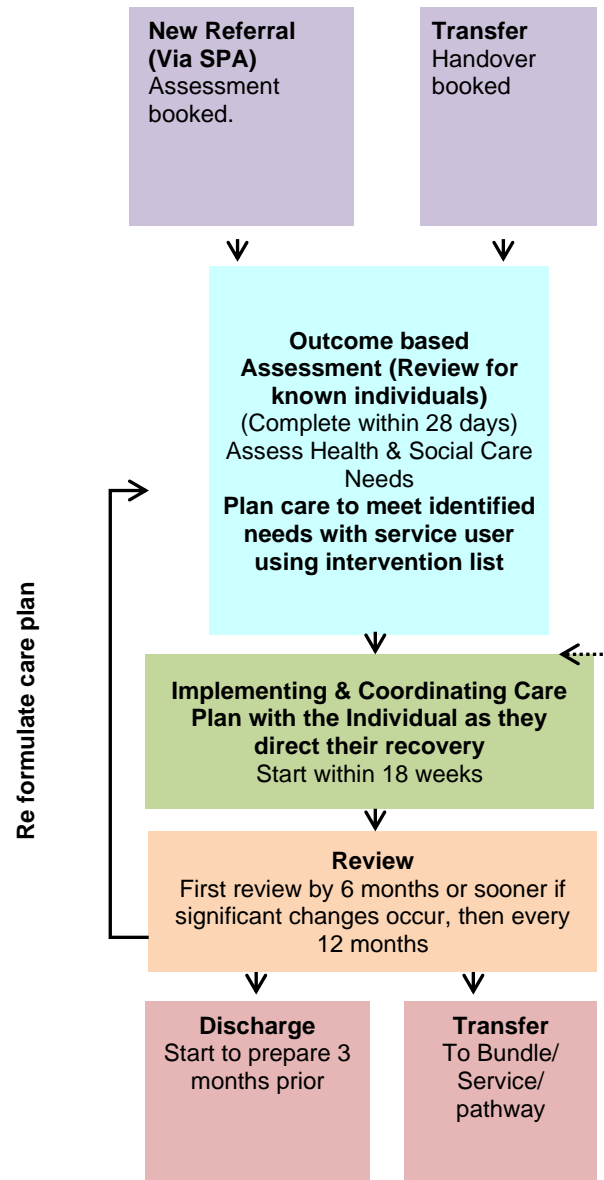 New Referral
(Via SPA)
Assessment
booked.
Transfer
Handover
booked
Outcome based
Assessment (Review for
known individuals)
(Complete within 28 days)
Assess Health & Social Care
Needs
Plan care to meet identified
needs with service user
using intervention list
Re formulate care plan
Implementing & Coordinating Care
Plan with the Individual as they
direct their recovery
Start within 18 weeks
Review
First review by 6 months or sooner if
significant changes occur, then every
12 months
Discharge
Start to prepare 3
months prior
Transfer
To Bundle/
Service/
pathway